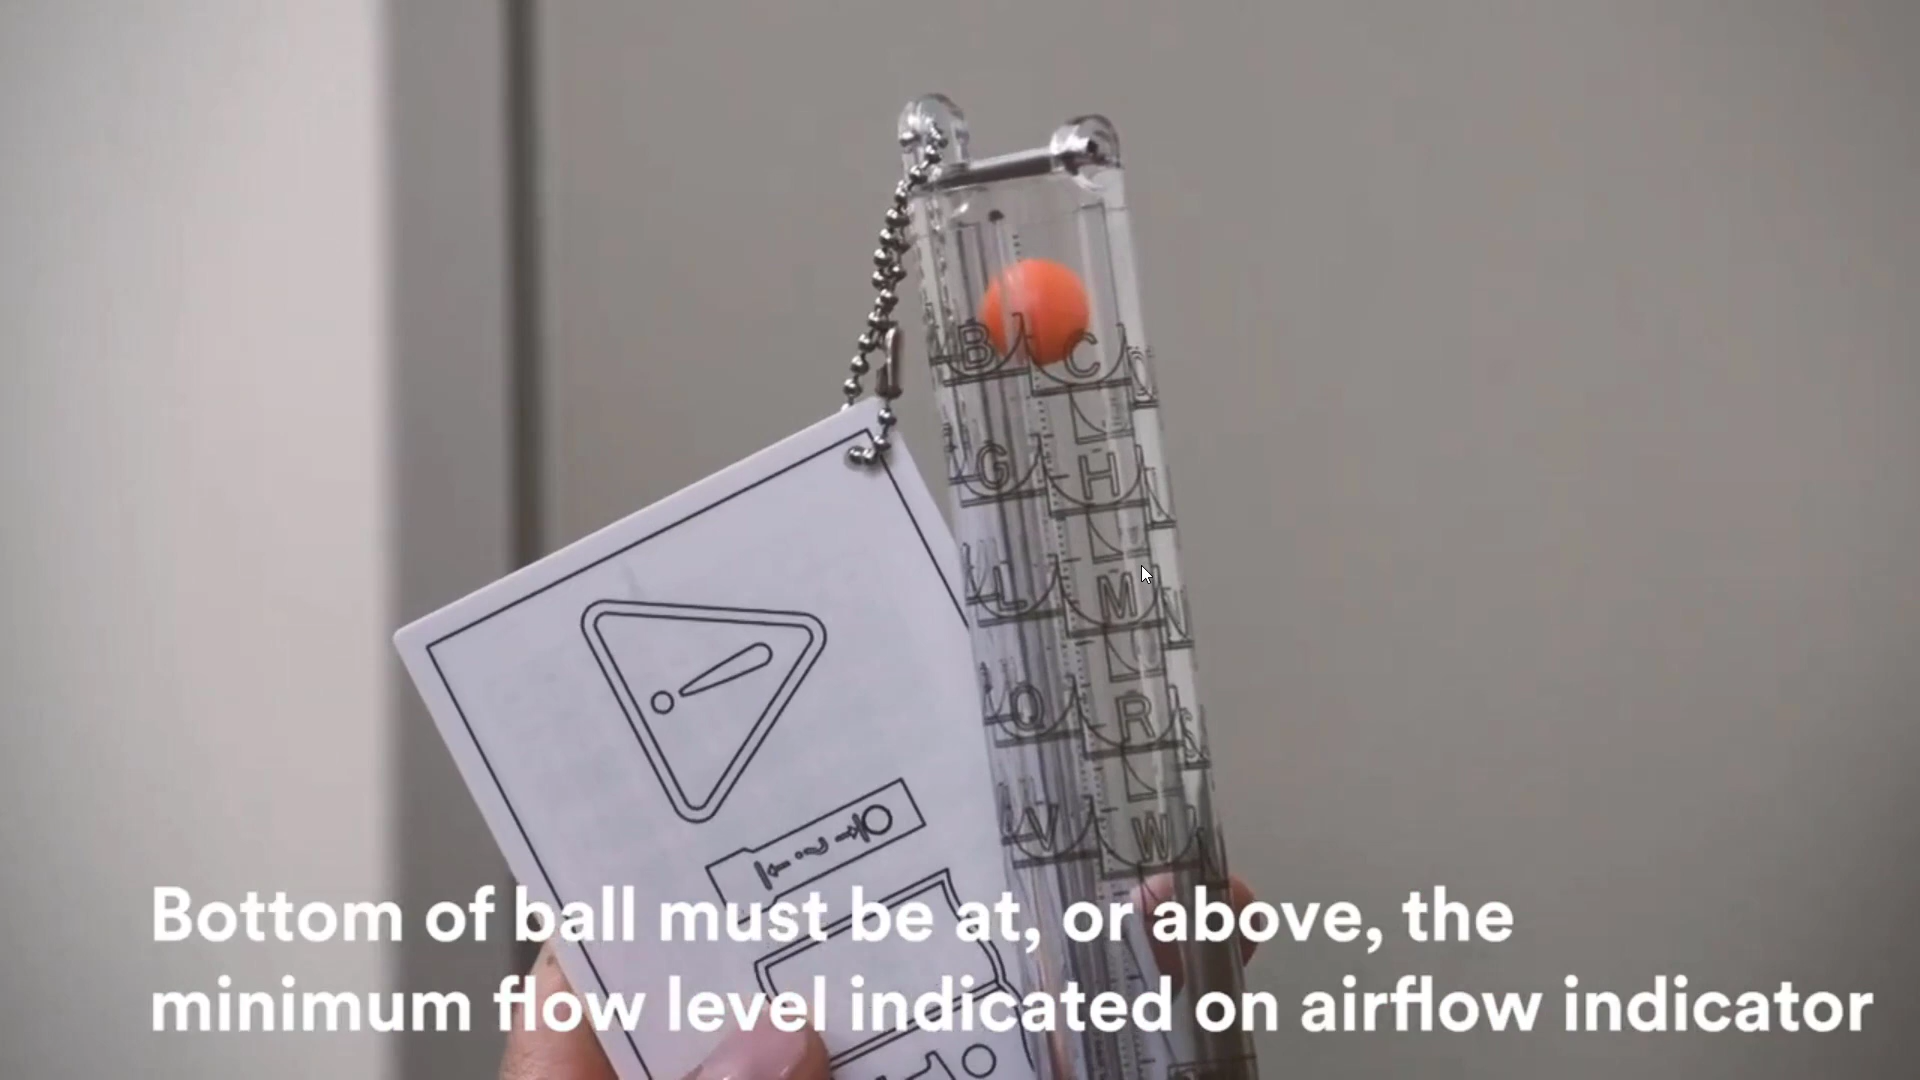 B C
G H
L M N
Q R S
V W
Bottom of ball must be at, or above, the
minimum flow level indicated on airflow indicator